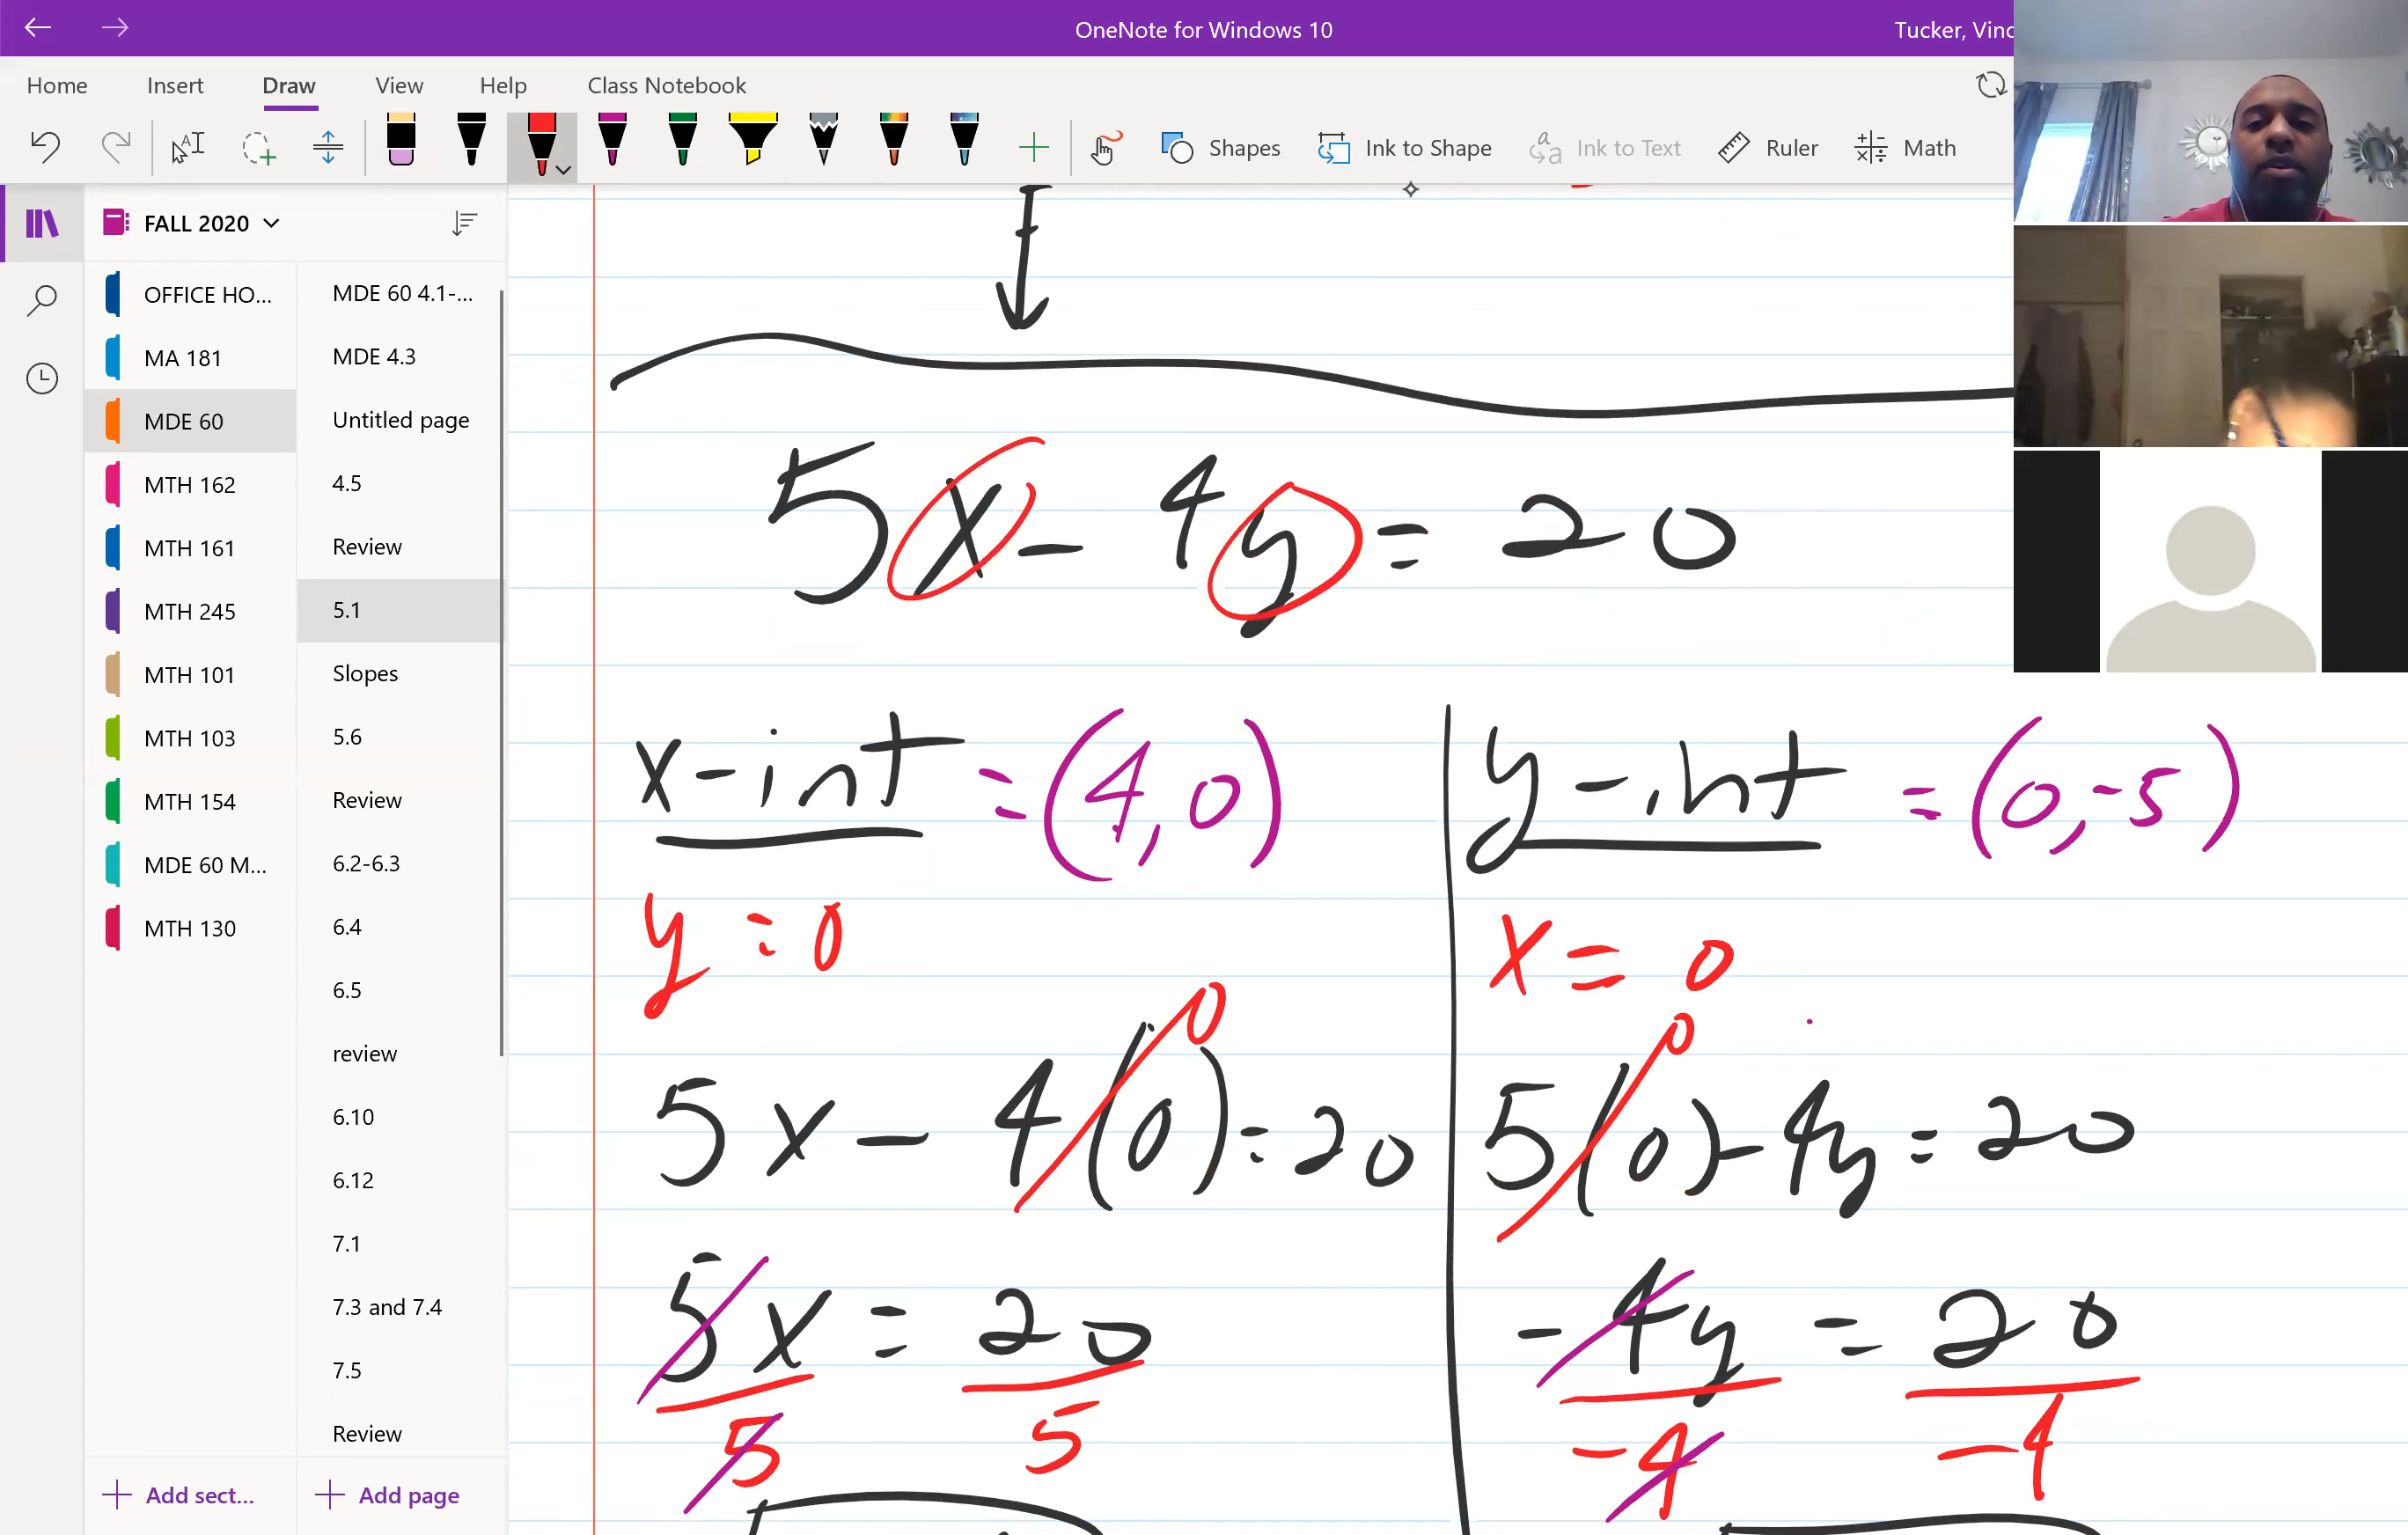 OneNote for Windows 10
Tucker, Vinc
Home Insert Draw View Help Class Notebook
Shapes Ink to Shape Ink to Text Ruler Math
FALL 2020
OFFICE HO...
MA 181
MDE 60
MTH 162
MTH 161
MTH 245
MTH 101
MTH 103
MTH 154
MDE 60 M...
MTH 130
Add sect...
MDE 60 4.1-...
MDE 4.3
Untitled page
4.5
Review
5.1
Slopes
5.6
Review
6.2-6.3
6.4
6.5
review
6.10
6.12
7.1
7.3 and 7.4
7.5
Review
Add page
5x - 4y = 20
x-int = (4, 0)
y = 0
5x - 4(0) = 20
0
5x = 20
5 5
y-int = (0, -5)
x = 0
5(0) - 4y = 20
0
-4y = 20
-4 -4